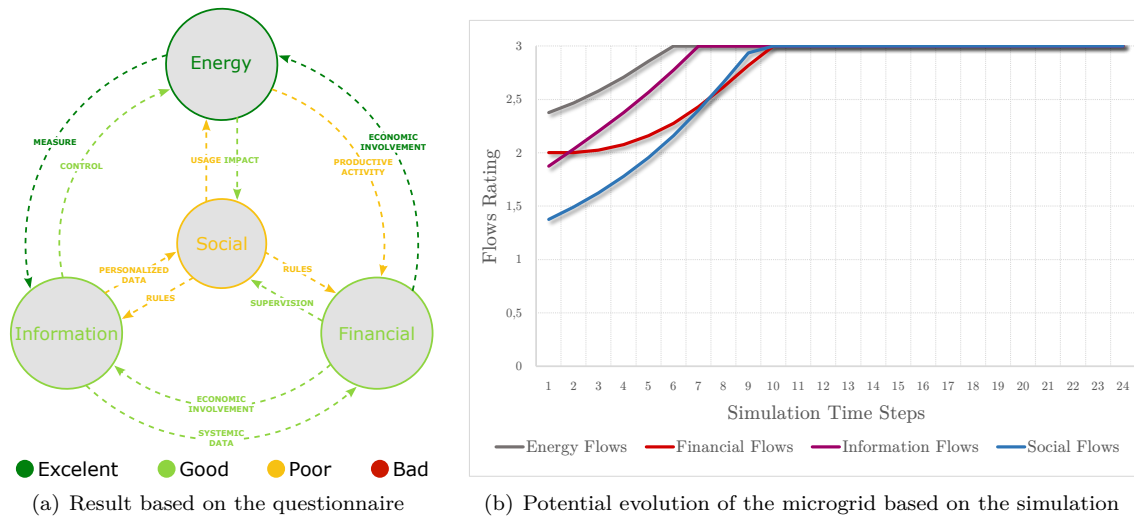 Energy
MEASURE
CONTROL
USAGE
IMPACT
ECONOMIC
INVOLVEMENT
PRODUCTIVE
ACTIVITY
Social
PERSONALIZED
DATA
RULES
RULES
SUPERVISION
Information
Financial
ECONOMIC
INVOLVEMENT
SYSTEMIC
DATA
Excelent
Good
Poor
Bad
(a) Result based on the questionnaire
Flows Rating
3
2,5
2
1,5
1
0,5
0
1 2 3 4 5 6 7 8 9 10 11 12 13 14 15 16 17 18 19 20 21 22 23 24
Simulation Time Steps
Energy Flows Financial Flows Information Flows Social Flows
(b) Potential evolution of the microgrid based on the simulation